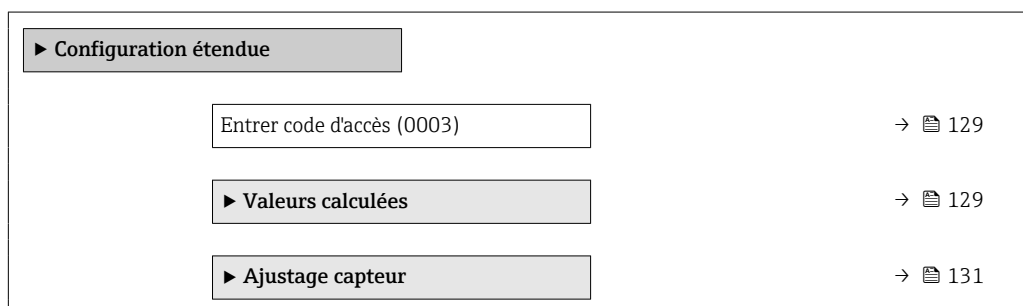 ▶ Configuration étendue
Entrer code d'accès (0003) → 129
▶ Valeurs calculées → 129
▶ Ajustage capteur → 131